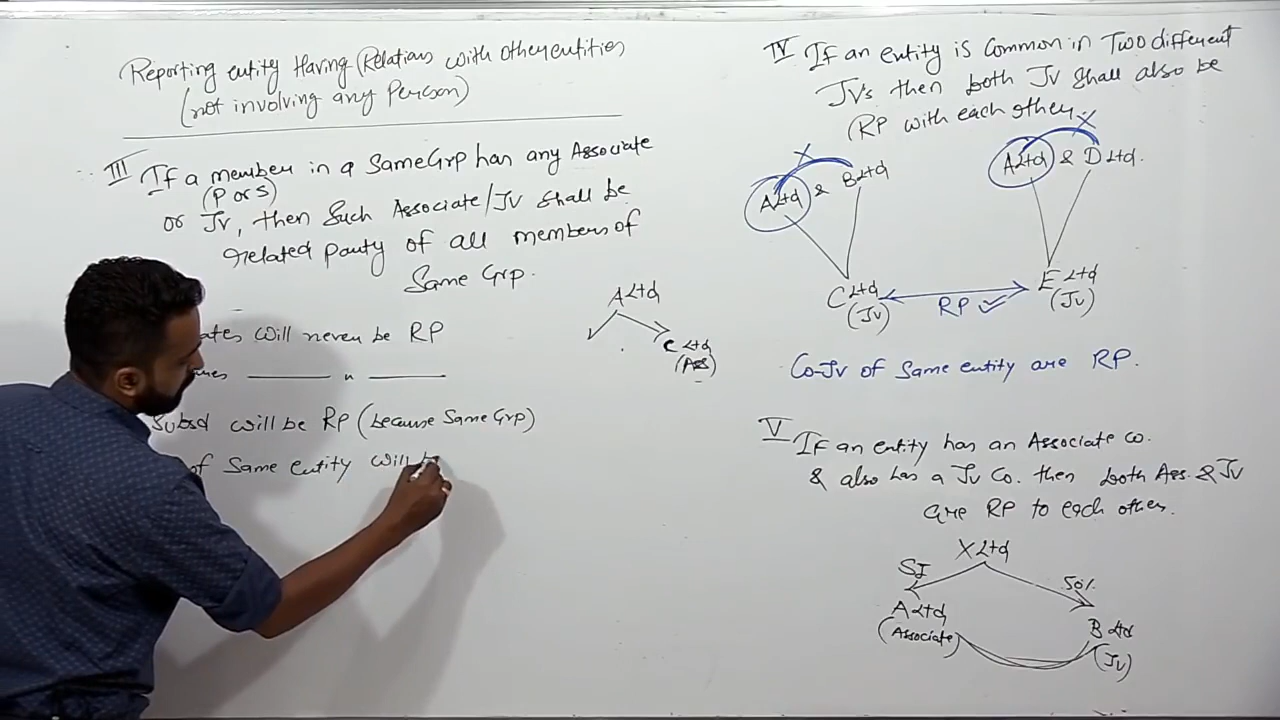 Reporting entity Having Relations with other entities
(not involving any Person)
III If a member in a Same Grp has any Associate
(P or S)
or JV, then Such Associate/JV Shall be
related party of all members of
Same Grp.
A Ltd
C Ltd
(Ass)
ates will never be RP
" 
Subsd will be RP (because Same Grp)
of Same entity will b
IV If an entity is Common in Two different
JV's then both JV Shall also be
RP with each other.
A Ltd & B Ltd
A Ltd & D Ltd.
C Ltd
(JV)
RP ✓
E Ltd
(JV)
Co-JV of Same entity are RP.
V If an entity has an Associate co.
& also has a JV Co. then both Ass. & JV
are RP to each other.
X Ltd
SI
50%
A Ltd
(Associate)
B Ltd
(JV)